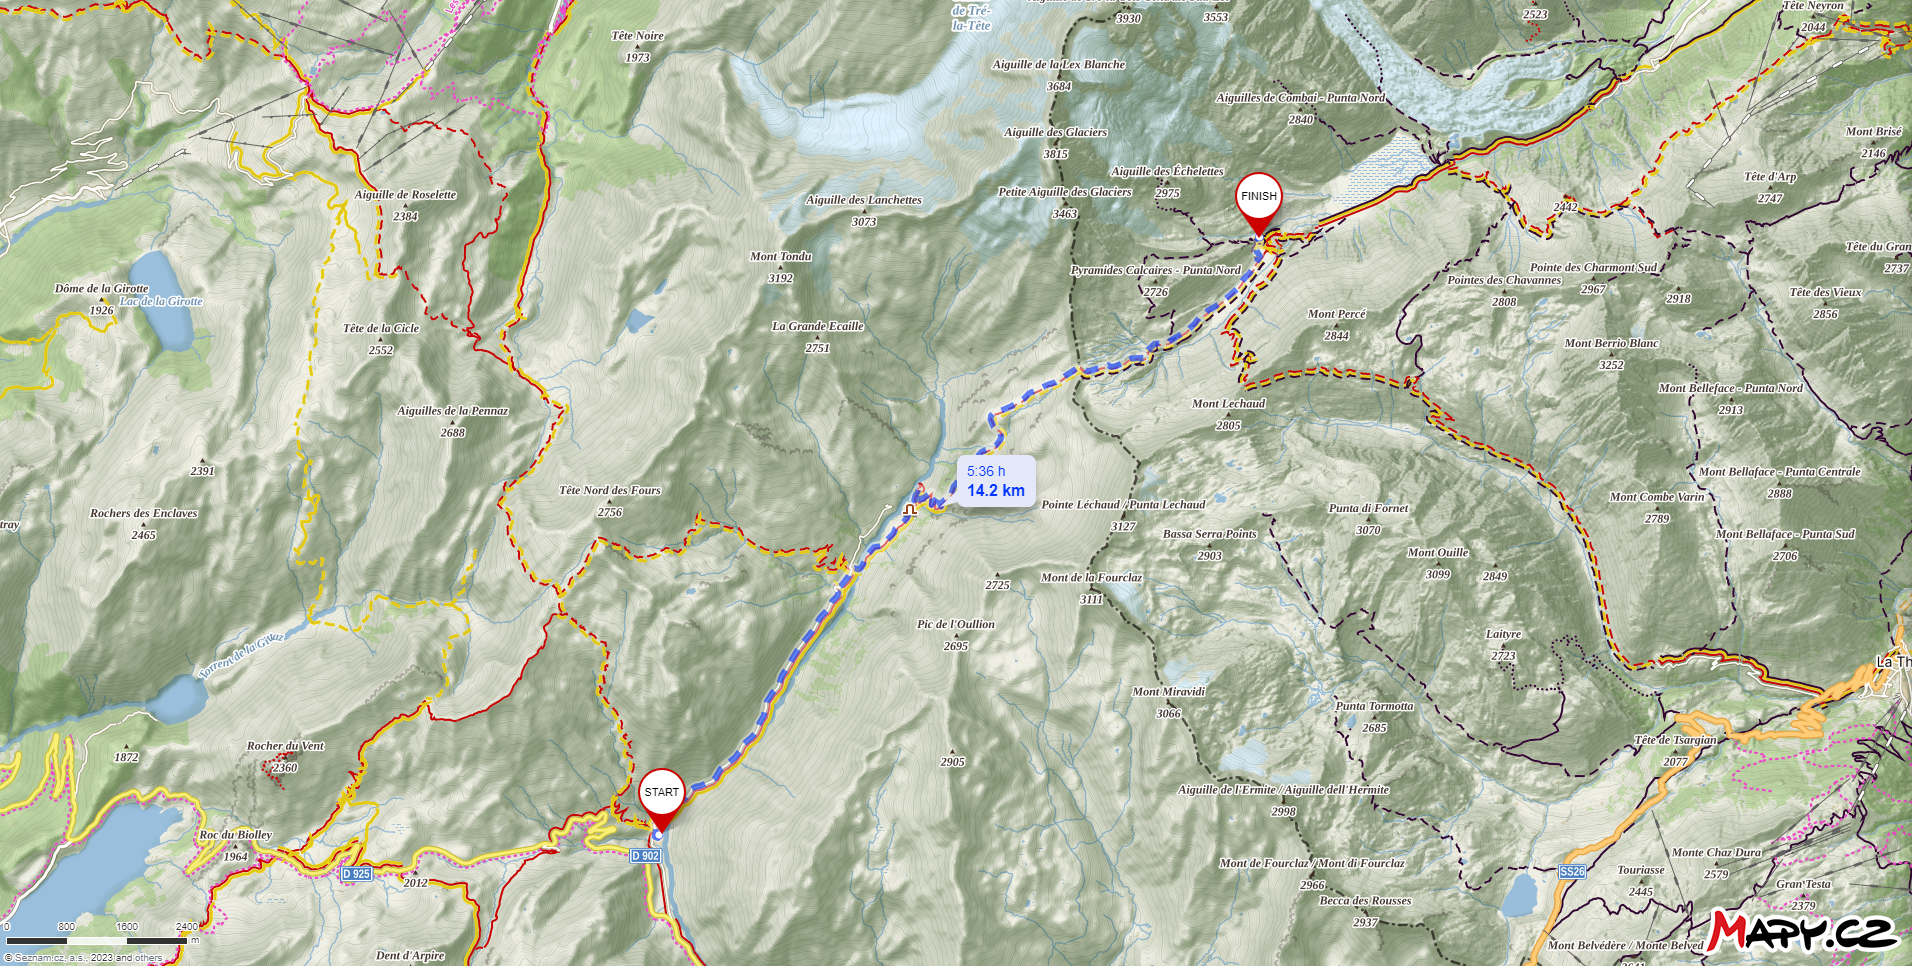 de Tré-
la-Tête
3930
3553
2523
Tête Neyron
2044
Tête Noire
1973
Aiguille de la Lex Blanche
3684
Aiguilles de Combal - Punta Nord
2840
Aiguille des Glaciers
3815
Mont Brisé
2146
Aiguille des Échelettes
2975
Tête d'Arp
2747
Aiguille de Roselette
2384
Aiguille des Lanchettes
3073
Petite Aiguille des Glaciers
3463
FINISH
2442
Tête du Gran
2737
Mont Tondu
3192
Pyramides Calcaires - Punta Nord
2726
Pointe des Charmont Sud
2967
Pointes des Chavannes
2808
2918
Tête des Vieux
2856
Dôme de la Girotte
1926
Lac de la Girotte
Tête de la Cicle
2552
La Grande Ecaille
2751
Mont Percé
2844
Mont Berrio Blanc
3252
Mont Belleface - Punta Nord
2913
Aiguilles de la Pennaz
2688
Mont Lechaud
2805
2391
5:36 h
14.2 km
Mont Bellaface - Punta Centrale
2888
Tête Nord des Fours
2756
Rochers des Enclaves
2465
tray
Pointe Léchaud / Punta Lechaud
3127
Mont Combe Varin
2789
Punta di Fornet
3070
Bassa Serra Points
2903
Mont Bellaface - Punta Sud
2706
Mont Ouille
3099
2849
2725
Mont de la Fourclaz
3111
Pic de l'Oullion
2695
Torrent de la Gittaz
Laityre
2723
La Th
Mont Miravidi
3066
Punta Tormotta
2685
Rocher du Vent
2360
1872
2905
Tête de Tsargian
2077
START
Aiguille de l'Ermite / Aiguille dell'Hermite
2998
Roc du Biolley
1964
D 902
D 925
2012
Mont de Fourclaz / Mont di Fourclaz
2966
Becca des Rousses
2937
SS26
Monte Chaz Dura
2579
Touriasse
2445
Gran Testa
2379
0 800 1600 2400
m
© Seznam.cz, a.s., 2023 and others
Dent d'Arpire
Mont Belvédère / Monte Belved
2641
Mapy.cz